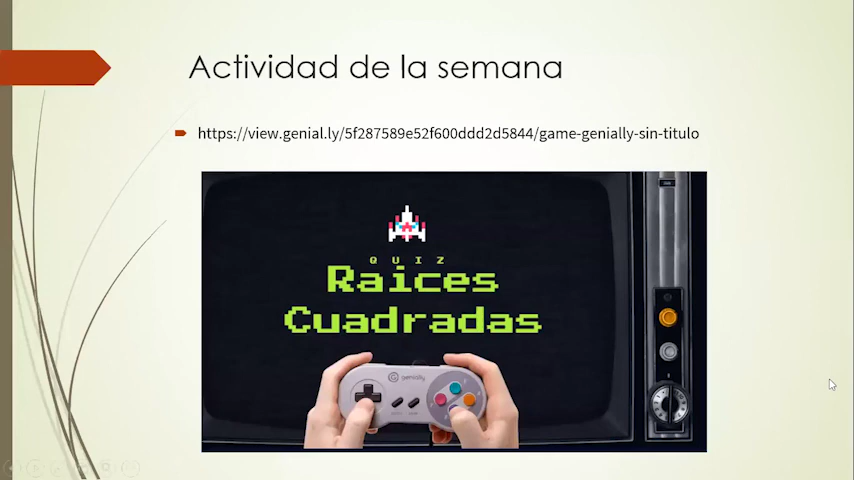 Actividad de la semana
https://view.genial.ly/5f287589e52f600ddd2d5844/game-genially-sin-titulo
QUIZ
Raices
Cuadradas
genially